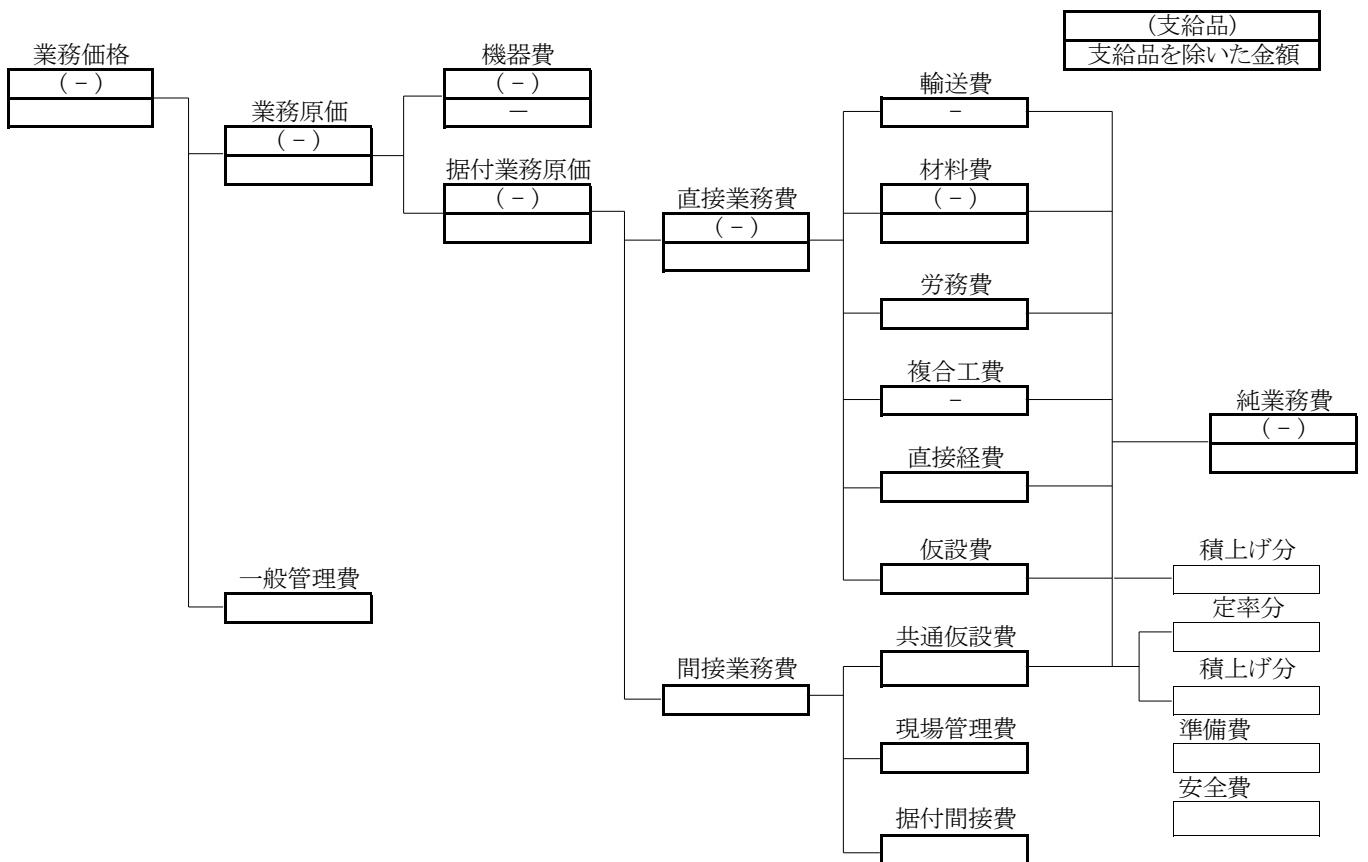 (支給品)
支給品を除いた金額
業務価格
(-)
業務原価
(-)
機器費
(-)
―
据付業務原価
(-)
直接業務費
(-)
輸送費
-
材料費
(-)
労務費
複合工費
-
直接経費
仮設費
純業務費
(-)
積上げ分
定率分
積上げ分
準備費
安全費
一般管理費
間接業務費
共通仮設費
現場管理費
据付間接費